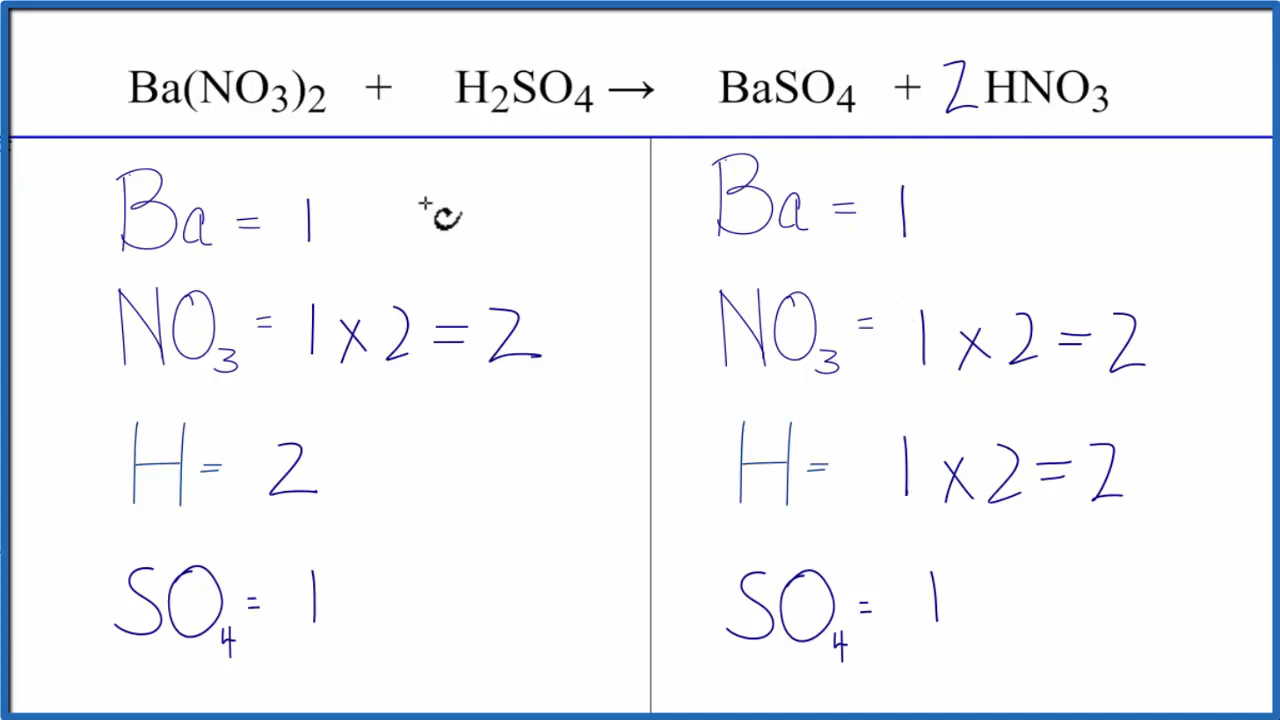 Ba(NO₃)₂ + H₂SO₄ → BaSO₄ + 2 HNO₃
Ba = 1
NO₃ = 1 x 2 = 2
H = 2
SO₄ = 1
Ba = 1
NO₃ = 1 x 2 = 2
H = 1 x 2 = 2
SO₄ = 1